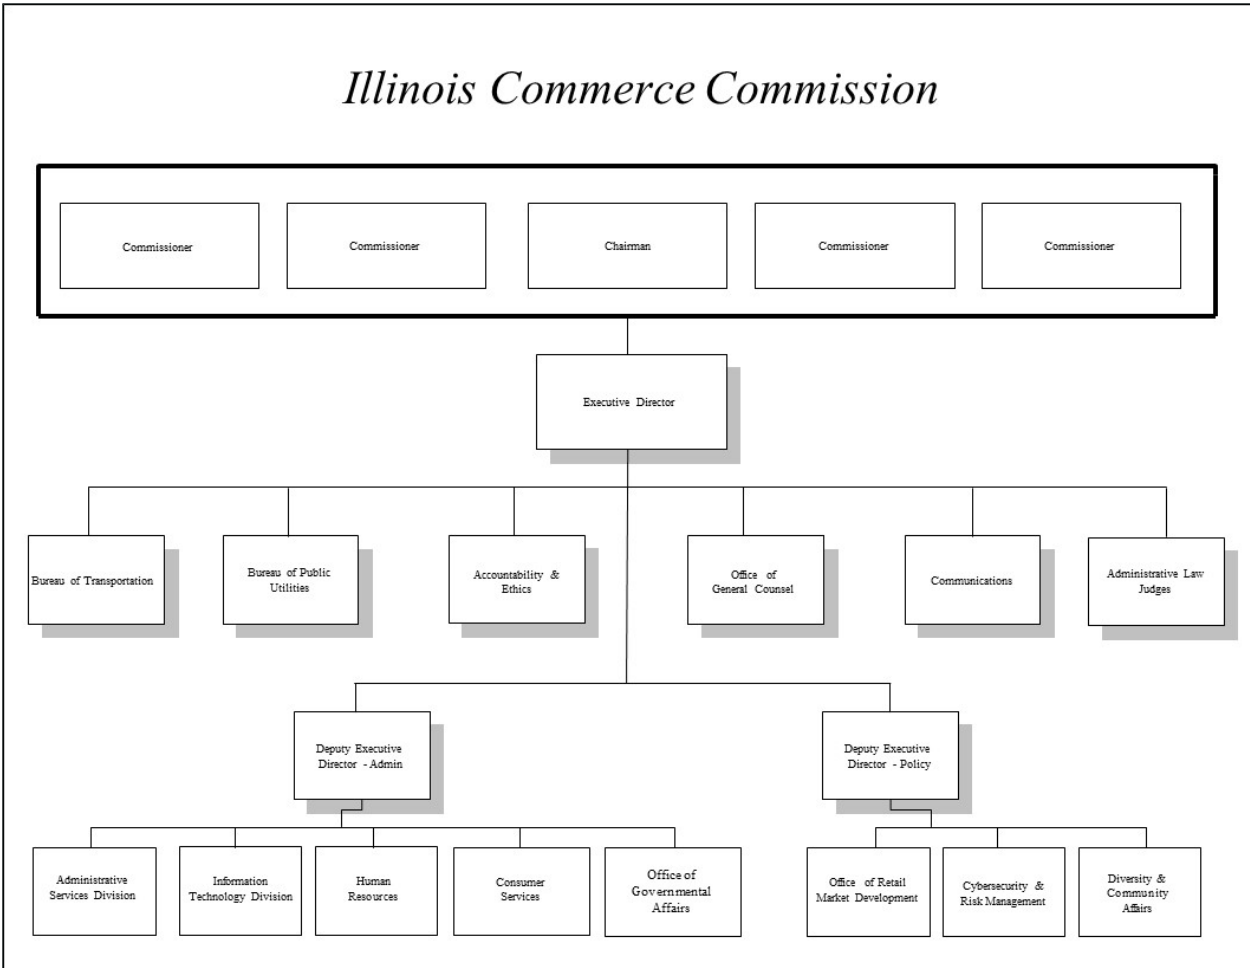 Illinois Commerce Commission
Commissioner
Commissioner
Chairman
Commissioner
Commissioner
Executive Director
Bureau of Transportation
Bureau of Public
Utilities
Accountability &
Ethics
Office of
General Counsel
Communications
Administrative Law
Judges
Deputy Executive
Director - Admin
Deputy Executive
Director - Policy
Administrative
Services Division
Information
Technology Division
Human
Resources
Consumer
Services
Office of
Governmental
Affairs
Office of Retail
Market Development
Cybersecurity &
Risk Management
Diversity &
Community
Affairs